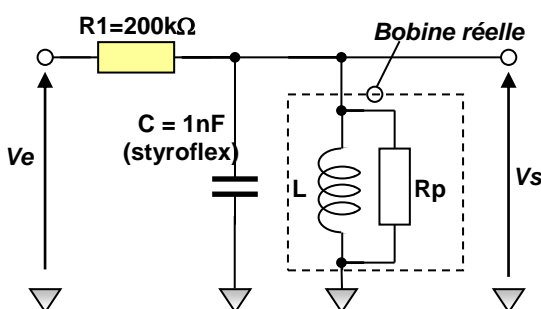 R1=200kΩ
Bobine réelle
C = 1nF
(styroflex)
Ve
L
Rp
Vs